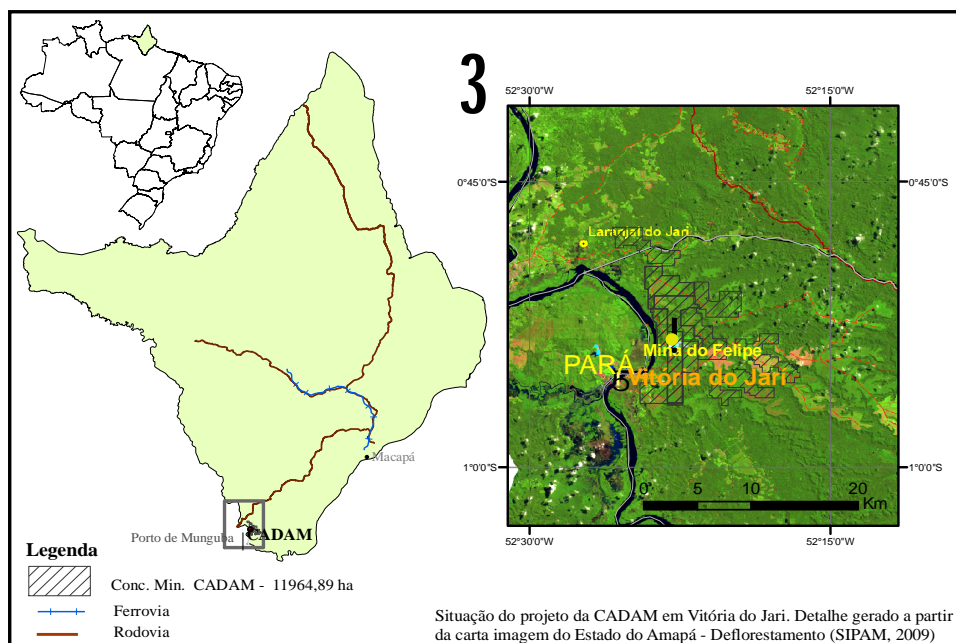 3
52°30'0"W
52°15'0"W
0°45'0"S
0°45'0"S
Laranjal do Jari
Mina do Felipe
PARÁ
5
Vitória do Jari
1°0'0"S
1°0'0"S
0 10 20
Km
52°30'0"W
52°15'0"W
Macapá
Porto de Munguba
CADAM
Legenda
Conc. Min. CADAM - 11964,89 ha
Ferrovia
Rodovia
Situação do projeto da CADAM em Vitória do Jari. Detalhe gerado a partir
da carta imagem do Estado do Amapá - Deflorestamento (SIPAM, 2009)